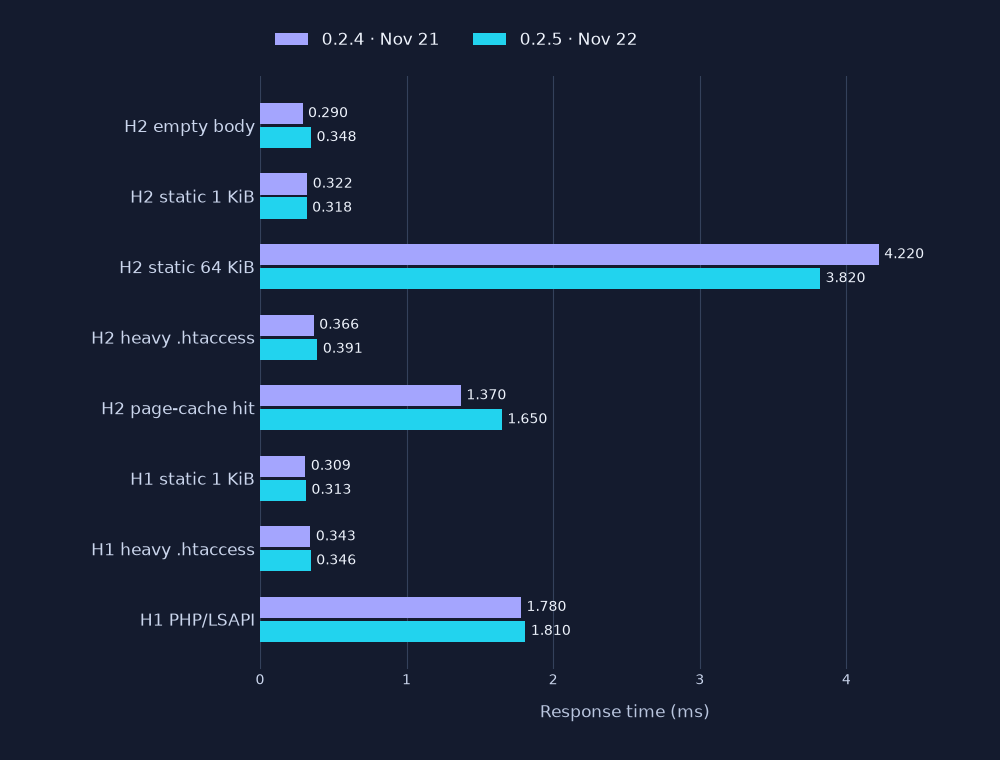 0.2.4 · Nov 21
0.2.5 · Nov 22
H2 empty body
0.290
0.348
H2 static 1 KiB
0.322
0.318
H2 static 64 KiB
4.220
3.820
H2 heavy .htaccess
0.366
0.391
H2 page-cache hit
1.370
1.650
H1 static 1 KiB
0.309
0.313
H1 heavy .htaccess
0.343
0.346
H1 PHP/LSAPI
1.780
1.810
0 1 2 3 4
Response time (ms)